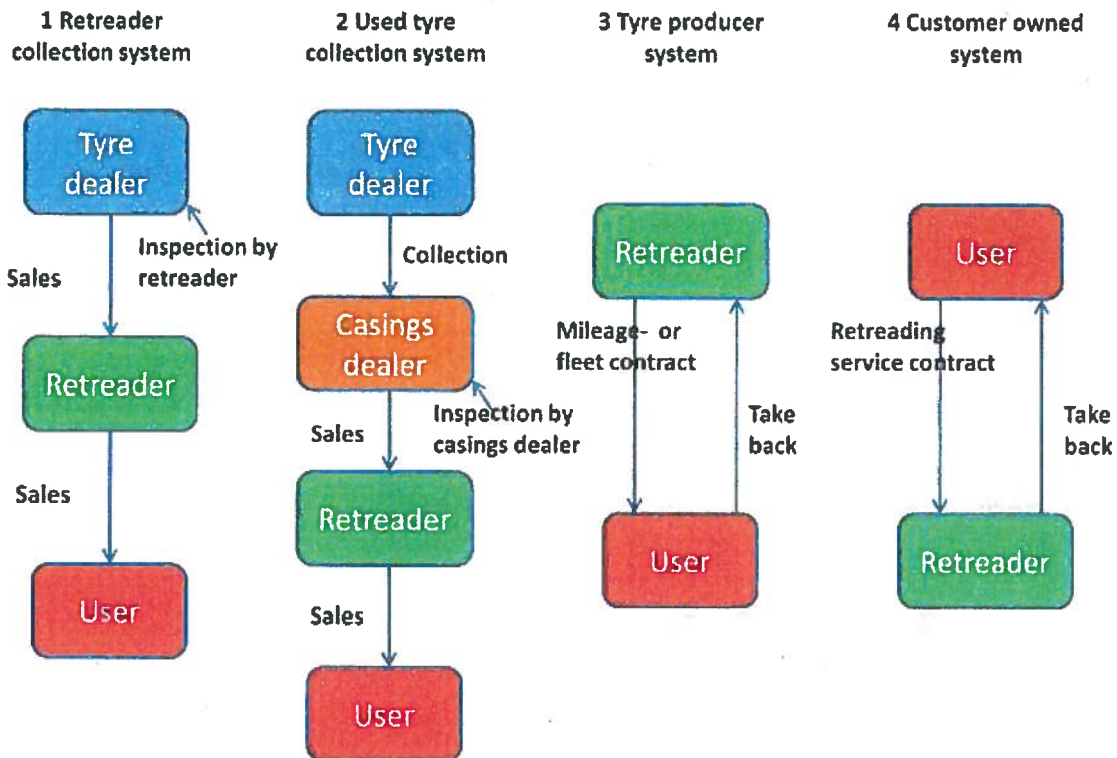 1 Retreader
collection system
2 Used tyre
collection system
3 Tyre producer
system
4 Customer owned
system
Tyre
dealer
Inspection by
retreader
Sales
Retreader
Sales
User
Tyre
dealer
Collection
Casings
dealer
Inspection by
casings dealer
Sales
Retreader
Sales
User
Retreader
Mileage- or
fleet contract
Take
back
User
User
Retreading
service contract
Take
back
Retreader